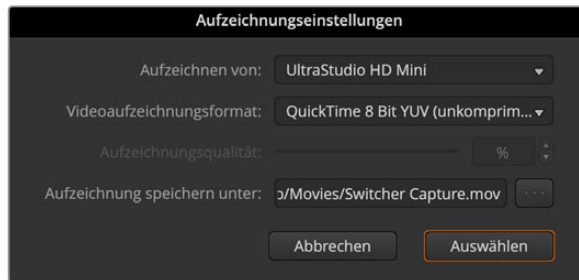 Aufzeichnungseinstellungen
Aufzeichnen von: UltraStudio HD Mini
Videoaufzeichnungsformat: QuickTime 8 Bit YUV (unkomprim...
Aufzeichnungsqualität: %
Aufzeichnung speichern unter: o/Movies/Switcher Capture.mov ...
Abbrechen Auswählen